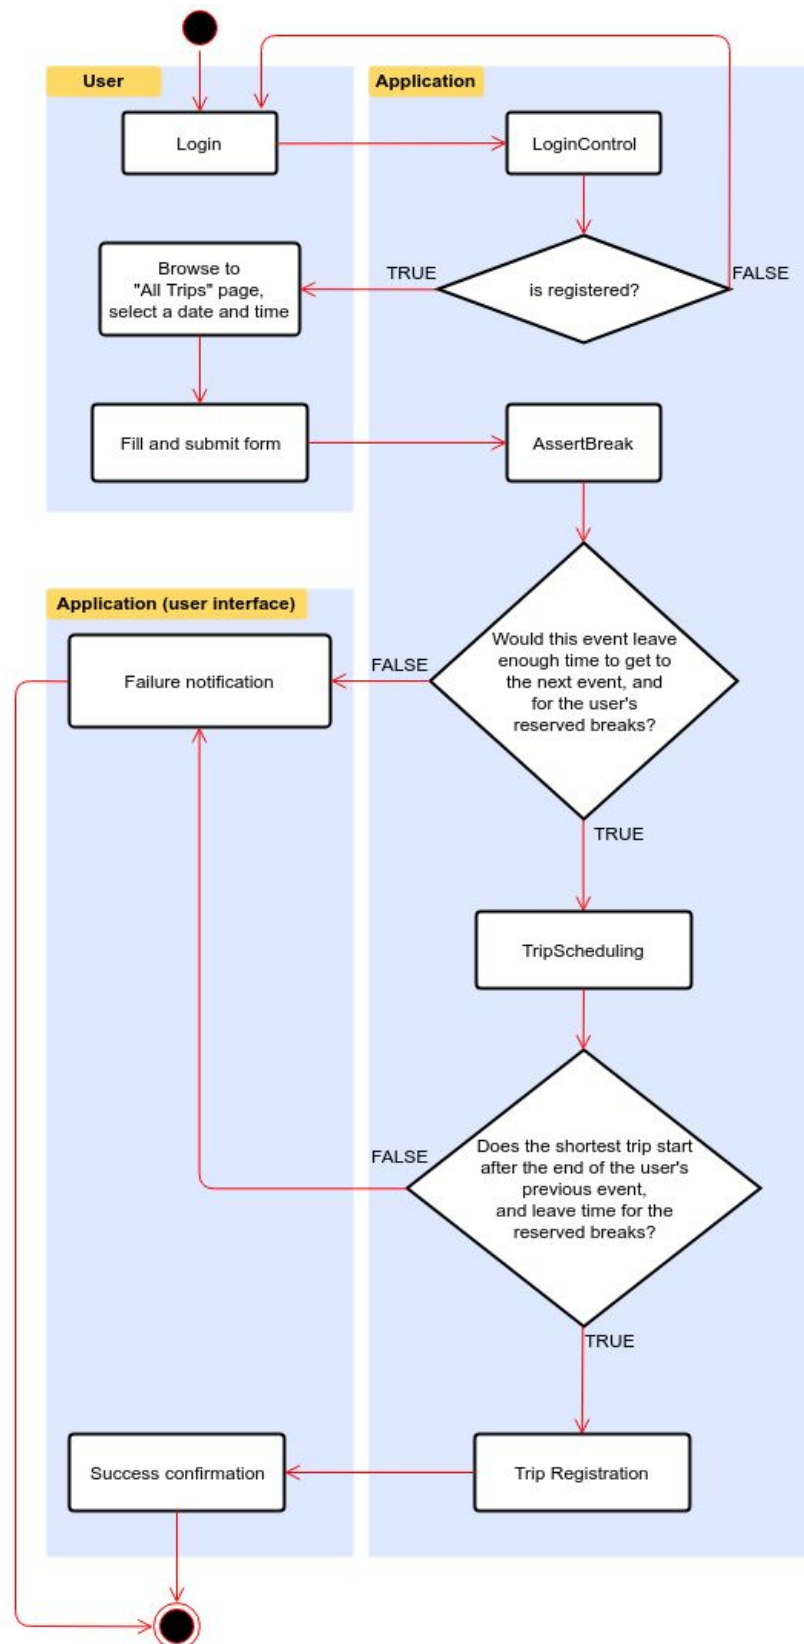 User
Application
Login
LoginControl
Browse to
"All Trips" page,
select a date and time
TRUE
is registered?
FALSE
Fill and submit form
AssertBreak
Application (user interface)
Failure notification
FALSE
Would this event leave
enough time to get to
the next event, and
for the user's
reserved breaks?
TRUE
TripScheduling
FALSE
Does the shortest trip start
after the end of the user's
previous event,
and leave time for the
reserved breaks?
TRUE
Success confirmation
Trip Registration